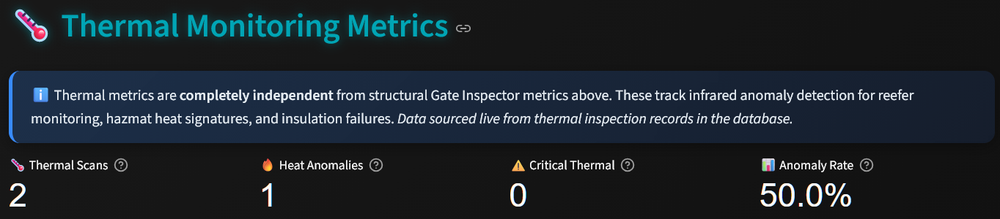 Thermal Monitoring Metrics
Thermal metrics are completely independent from structural Gate Inspector metrics above. These track infrared anomaly detection for reefer
monitoring, hazmat heat signatures, and insulation failures. Data sourced live from thermal inspection records in the database.
Thermal Scans
Heat Anomalies
Critical Thermal
Anomaly Rate
2
1
0
50.0%